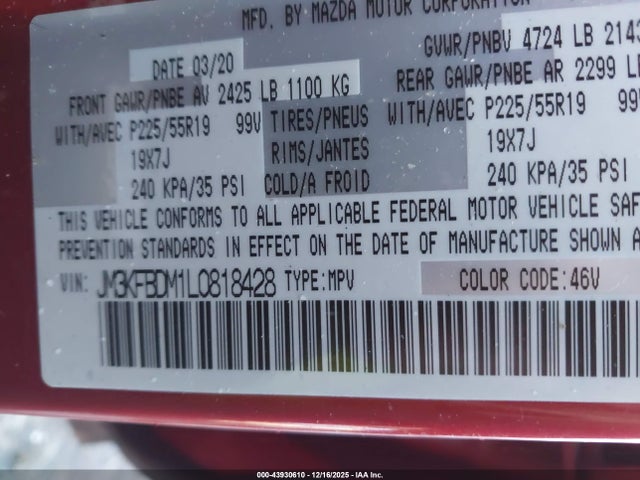 MFD. BY MAZDA MOTOR CORPORATION
DATE 03/20 GVWR/PNBV 4724 LB 2143
FRONT GAWR/PNBE AV 2425 LB 1100 KG REAR GAWR/PNBE AR 2299 LB
WITH/AVEC P225/55R19 99V TIRES/PNEUS WITH/AVEC P225/55R19 99V
19X7J RIMS/JANTES 19X7J
240 KPA/35 PSI COLD/A FROID 240 KPA/35 PSI
THIS VEHICLE CONFORMS TO ALL APPLICABLE FEDERAL MOTOR VEHICLE SAF
PREVENTION STANDARDS IN EFFECT ON THE DATE OF MANUFACTURE SHOWN A
VIN: JM3KFBDM1L0818428 TYPE:MPV COLOR CODE:46V
000-43930610 - 12/16/2025 - IAA Inc.